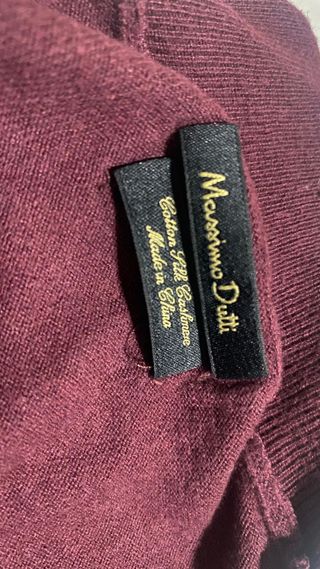 Massimo Dutti
Cotton Silk Cashmere
Made in China